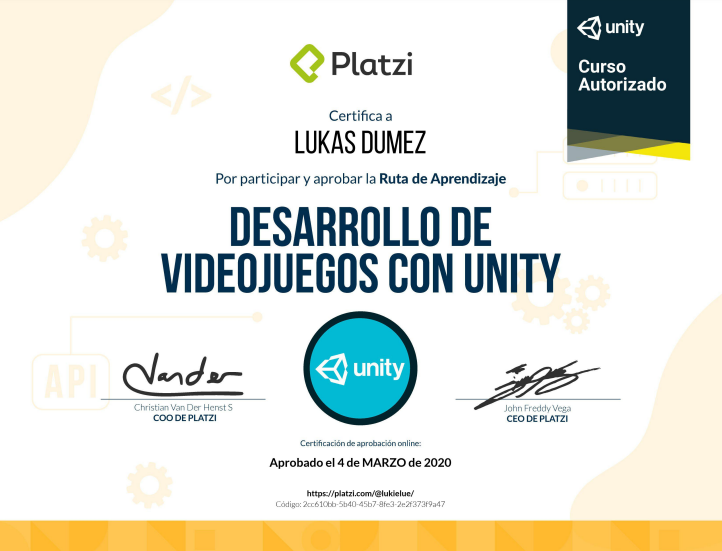 unity
Curso
Autorizado
Platzi
Certifica a
LUKAS DUMEZ
Por participar y aprobar la Ruta de Aprendizaje
DESARROLLO DE
VIDEOJUEGOS CON UNITY
</>
API
unity
Vander
Christian Van Der Henst S
COO DE PLATZI
John Freddy Vega
CEO DE PLATZI
Certificación de aprobación online:
Aprobado el 4 de MARZO de 2020
https://platzi.com/@lukielue/
Código: 2cc610bb-5b40-45b7-8fe3-2e2f373f9a47